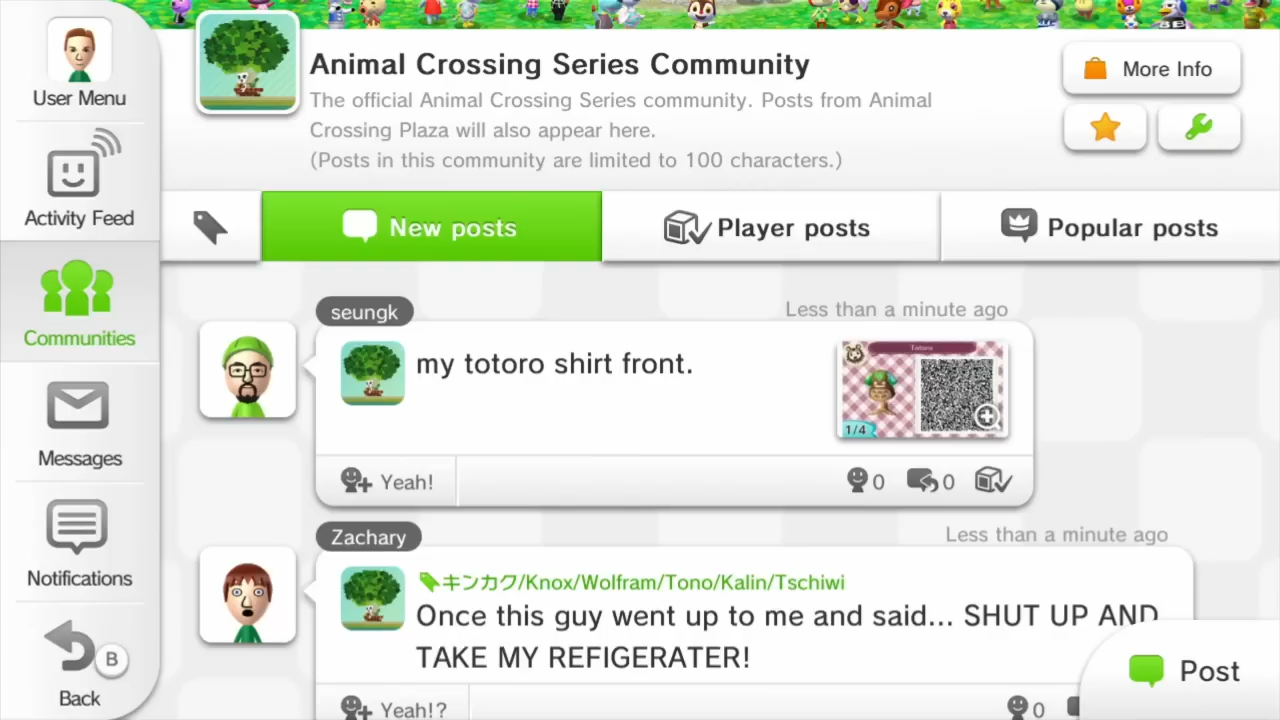 User Menu
Activity Feed
Communities
Messages
Notifications
B
Back
Animal Crossing Series Community
The official Animal Crossing Series community. Posts from Animal
Crossing Plaza will also appear here.
(Posts in this community are limited to 100 characters.)
More Info
New posts
Player posts
Popular posts
seungk
Less than a minute ago
my totoro shirt front.
Totoro
1/4
Yeah!
0
0
Zachary
Less than a minute ago
キンカク/Knox/Wolfram/Tono/Kalin/Tschiwi
Once this guy went up to me and said... SHUT UP AND
TAKE MY REFIGERATER!
Yeah!?
0
Post